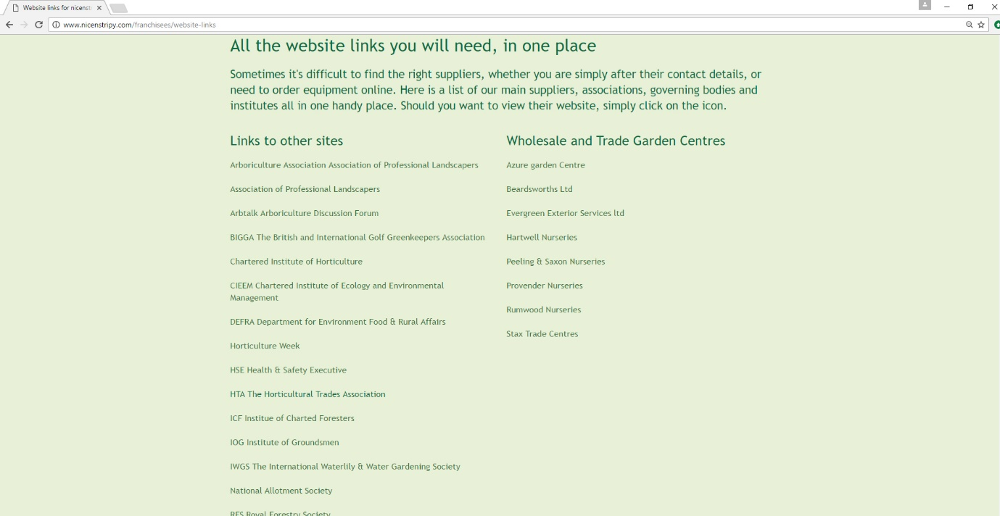 Website links for nicenst
www.nicenstripy.com/franchisees/website-links
All the website links you will need, in one place
Sometimes it's difficult to find the right suppliers, whether you are simply after their contact details, or
need to order equipment online. Here is a list of our main suppliers, associations, governing bodies and
institutes all in one handy place. Should you want to view their website, simply click on the icon.
Links to other sites
Arboriculture Association Association of Professional Landscapers
Association of Professional Landscapers
Arbtalk Arboriculture Discussion Forum
BIGGA The British and International Golf Greenkeepers Association
Chartered Institute of Horticulture
CIEEM Chartered Institute of Ecology and Environmental
Management
DEFRA Department for Environment Food & Rural Affairs
Horticulture Week
HSE Health & Safety Executive
HTA The Horticultural Trades Association
ICF Institue of Charted Foresters
IOG Institute of Groundsmen
IWGS The International Waterlily & Water Gardening Society
National Allotment Society
RFS Royal Forestry Society
Wholesale and Trade Garden Centres
Azure garden Centre
Beardsworths Ltd
Evergreen Exterior Services ltd
Hartwell Nurseries
Peeling & Saxon Nurseries
Provender Nurseries
Rumwood Nurseries
Stax Trade Centres